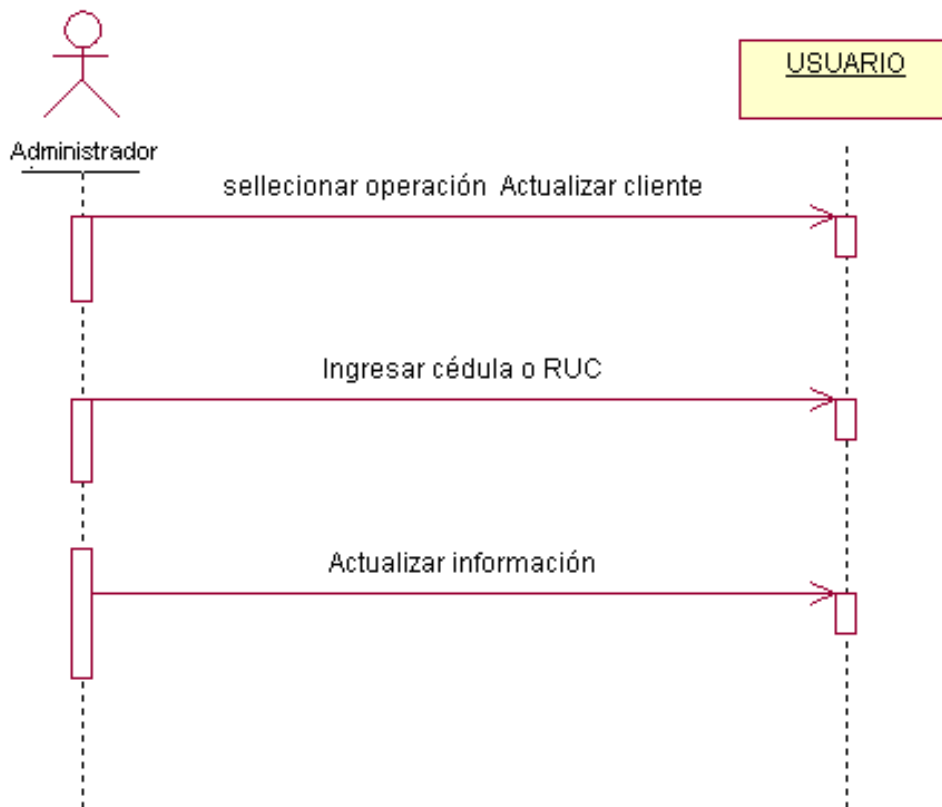 USUARIO
Administrador
sellecionar operación Actualizar cliente
Ingresar cédula o RUC
Actualizar información